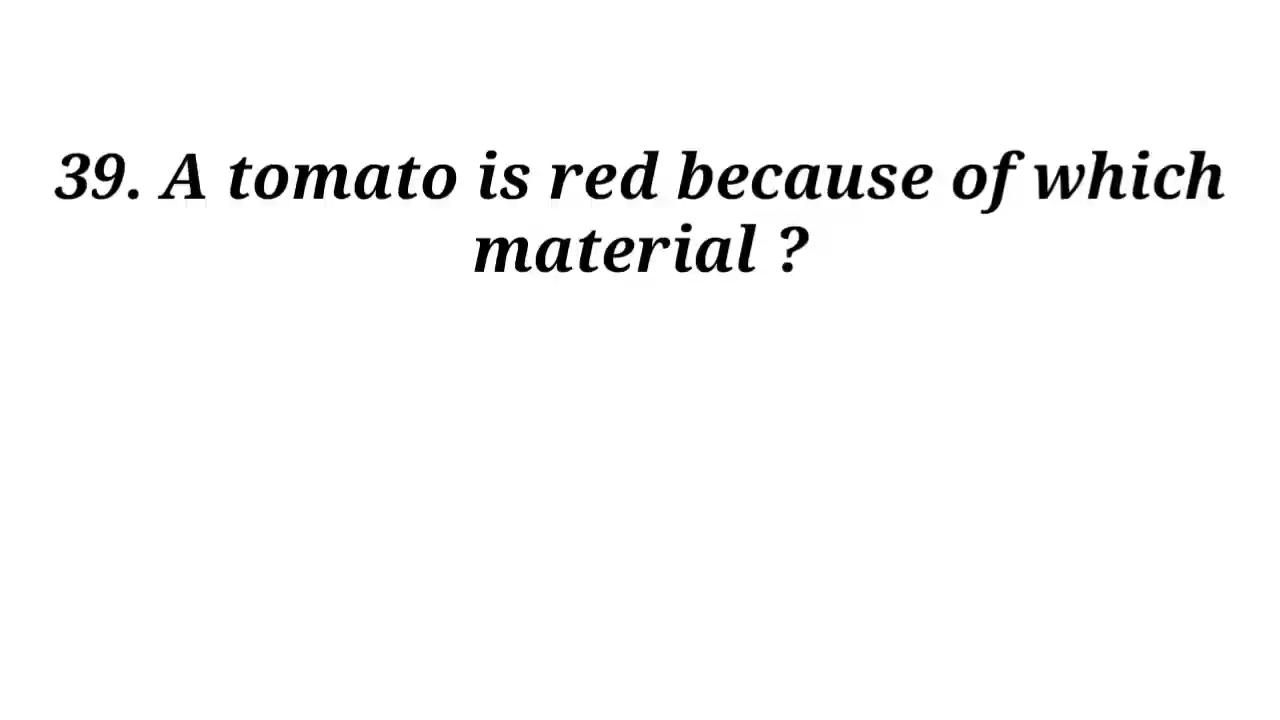 39. A tomato is red because of which
material ?